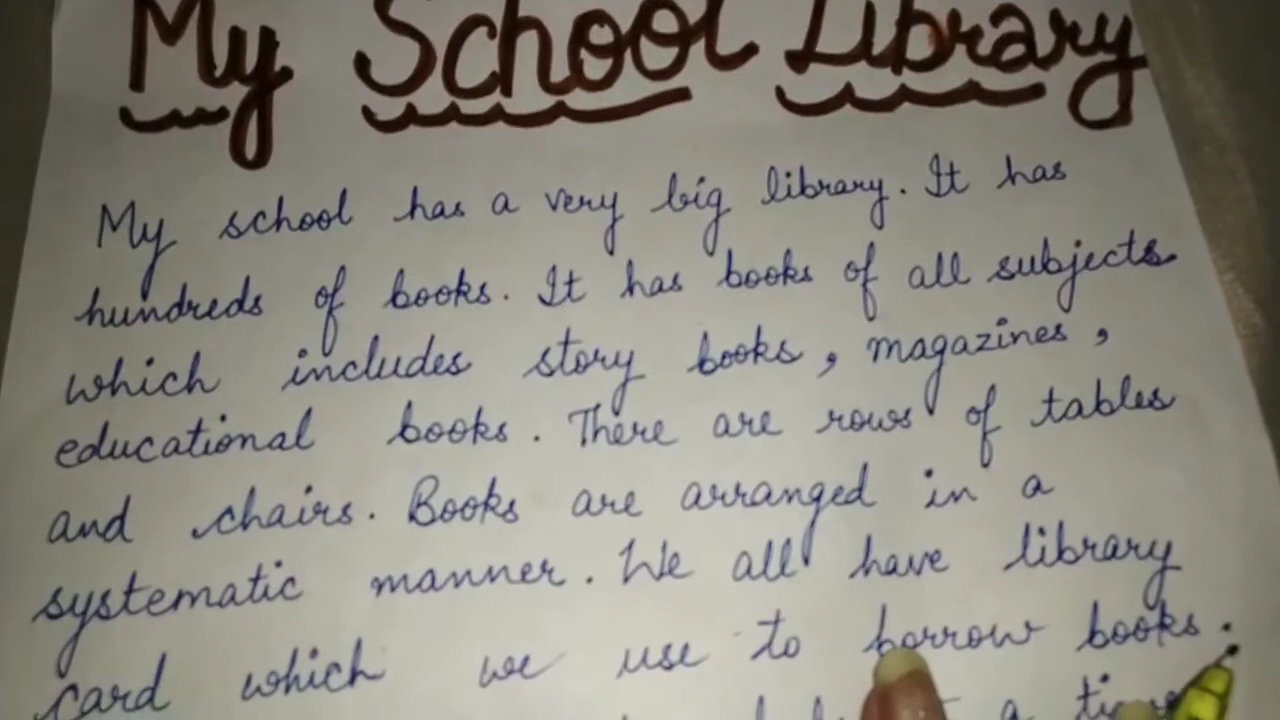 My School Library
My school has a very big library. It has
hundreds of books. It has books of all subjects
which includes story books, magazines,
educational books. There are rows of tables
and chairs. Books are arranged in a
systematic manner. We all have library
card which we use to borrow books.
a time